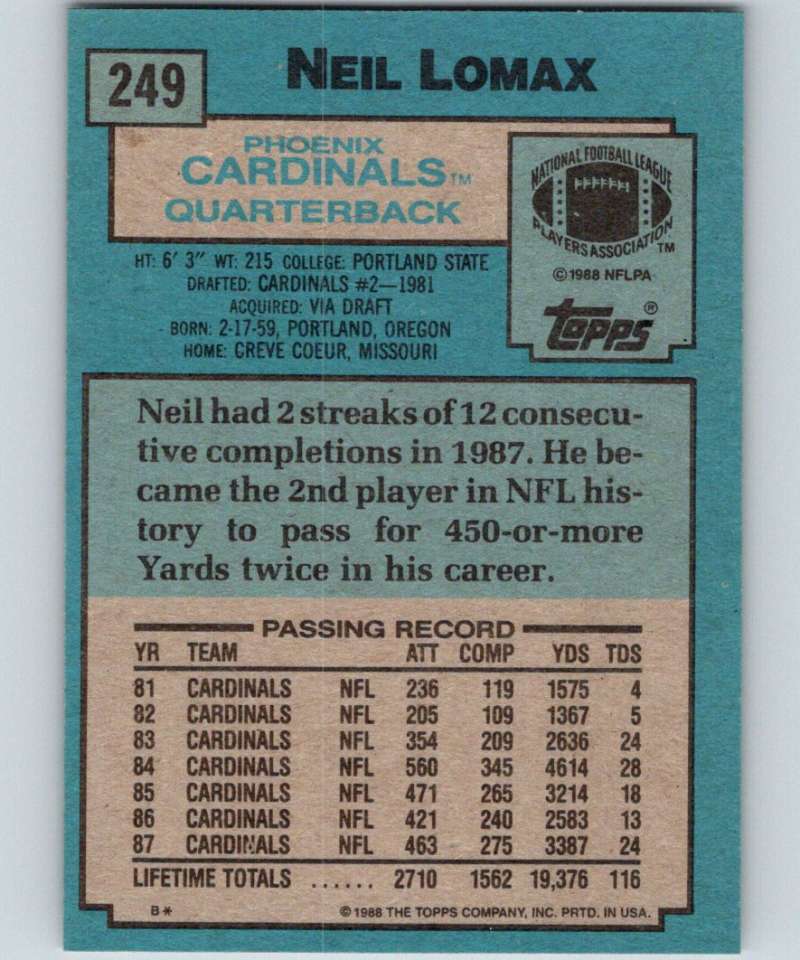 249
NEIL LOMAX
PHOENIX
CARDINALS™
QUARTERBACK
NATIONAL FOOTBALL LEAGUE
PLAYERS ASSOCIATION™
©1988 NFLPA
topps®
HT: 6' 3" WT: 215 COLLEGE: PORTLAND STATE
DRAFTED: CARDINALS #2—1981
ACQUIRED: VIA DRAFT
BORN: 2-17-59, PORTLAND, OREGON
HOME: CREVE COEUR, MISSOURI
Neil had 2 streaks of 12 consecu-
tive completions in 1987. He be-
came the 2nd player in NFL his-
tory to pass for 450-or-more
Yards twice in his career.
PASSING RECORD
YR TEAM ATT COMP YDS TDS
81 CARDINALS NFL 236 119 1575 4
82 CARDINALS NFL 205 109 1367 5
83 CARDINALS NFL 354 209 2636 24
84 CARDINALS NFL 560 345 4614 28
85 CARDINALS NFL 471 265 3214 18
86 CARDINALS NFL 421 240 2583 13
87 CARDINALS NFL 463 275 3387 24
LIFETIME TOTALS ...... 2710 1562 19,376 116
B* ©1988 THE TOPPS COMPANY, INC. PRTD. IN USA.